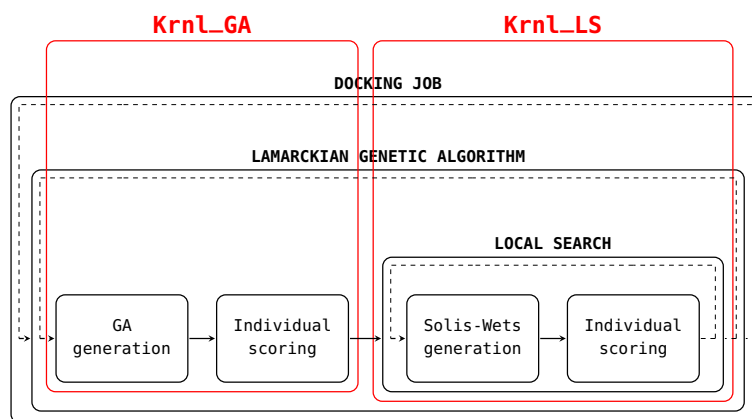 Krnl_GA
Krnl_LS
DOCKING JOB
LAMARCKIAN GENETIC ALGORITHM
LOCAL SEARCH
GA
generation
Individual
scoring
Solis-Wets
generation
Individual
scoring